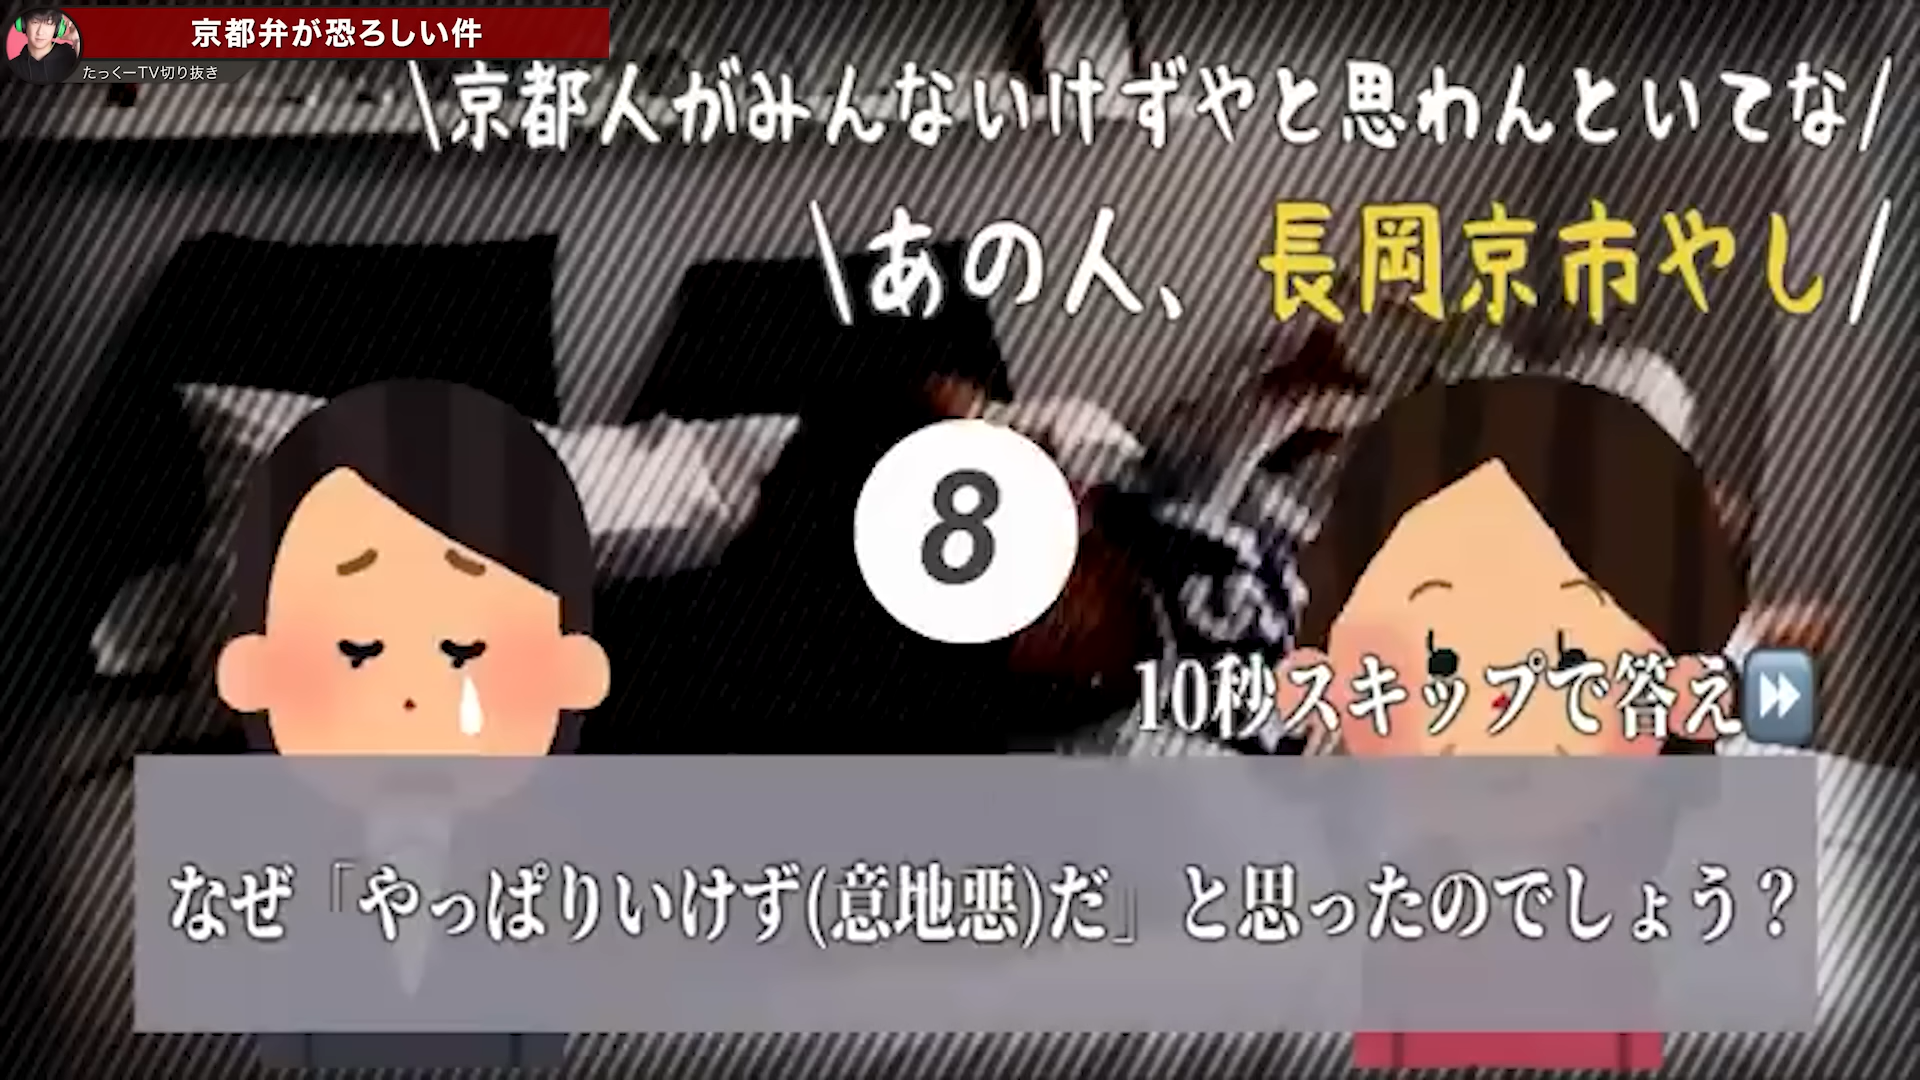 京都弁が恐ろしい件
たっくーTV切り抜き
\京都人がみんないけずやと思わんといてな/
\あの人、長岡京市やし/
8
10秒スキップで答え⏩
なぜ「やっぱりいけず(意地悪)だ」と思ったのでしょう？